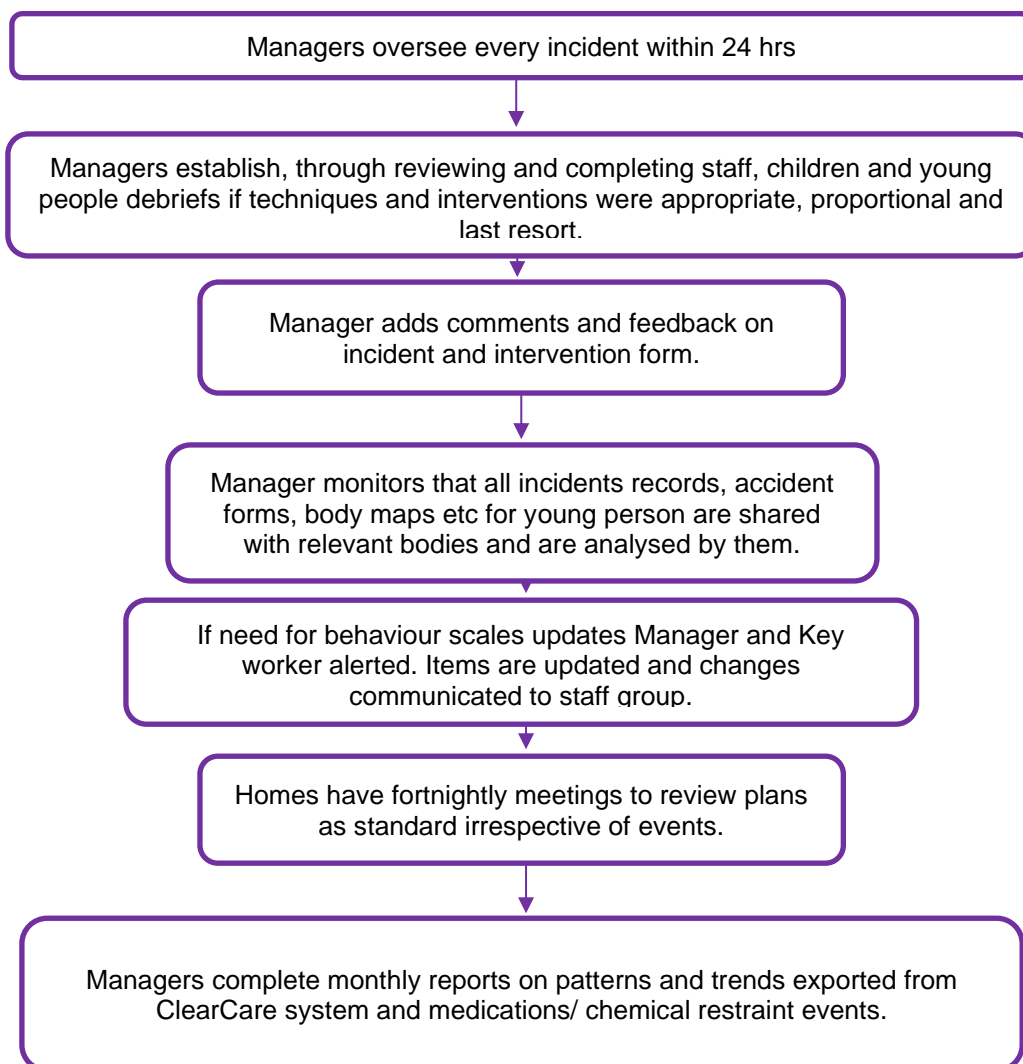 Managers oversee every incident within 24 hrs
Managers establish, through reviewing and completing staff, children and young
people debriefs if techniques and interventions were appropriate, proportional and
last resort.
Manager adds comments and feedback on
incident and intervention form.
Manager monitors that all incidents records, accident
forms, body maps etc for young person are shared
with relevant bodies and are analysed by them.
If need for behaviour scales updates Manager and Key
worker alerted. Items are updated and changes
communicated to staff group.
Homes have fortnightly meetings to review plans
as standard irrespective of events.
Managers complete monthly reports on patterns and trends exported from
ClearCare system and medications/ chemical restraint events.